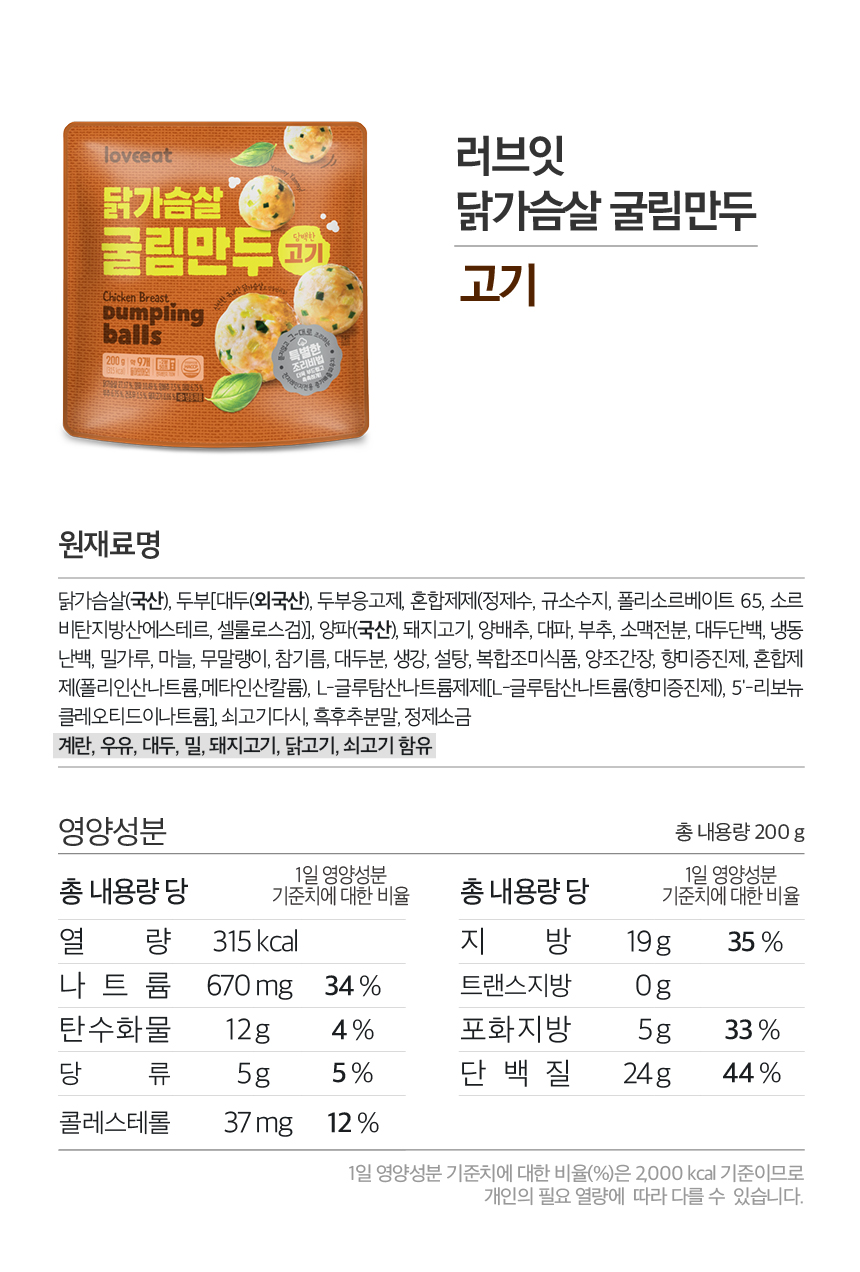 loveeat
닭가슴살
굴림만두
담백한
고기
Chicken Breast
Dumpling
balls
특별한
조리비법
200 g
9개
러브잇
닭가슴살 굴림만두
고기
원재료명
닭가슴살(국산), 두부[대두(외국산), 두부응고제, 혼합제제(정제수, 규소수지, 폴리소르베이트 65, 소르
비탄지방산에스테르, 셀룰로스검)], 양파(국산), 돼지고기, 양배추, 대파, 부추, 소맥전분, 대두단백, 냉동
난백, 밀가루, 마늘, 무말랭이, 참기름, 대두분, 생강, 설탕, 복합조미식품, 양조간장, 향미증진제, 혼합제
제(폴리인산나트륨,메타인산칼륨), L-글루탐산나트륨제제[L-글루탐산나트륨(향미증진제), 5'-리보뉴
클레오티드이나트륨], 쇠고기다시, 흑후추분말, 정제소금
계란, 우유, 대두, 밀, 돼지고기, 닭고기, 쇠고기 함유
영양성분
총 내용량 200 g
총 내용량 당
1일 영양성분
기준치에 대한 비율
열 량 315 kcal
나 트 륨 670 mg 34 %
탄수화물 12 g 4 %
당 류 5 g 5 %
콜레스테롤 37 mg 12 %
총 내용량 당
1일 영양성분
기준치에 대한 비율
지 방 19 g 35 %
트랜스지방 0 g
포화지방 5 g 33 %
단 백 질 24 g 44 %
1일 영양성분 기준치에 대한 비율(%)은 2,000 kcal 기준이므로
개인의 필요 열량에 따라 다를 수 있습니다.